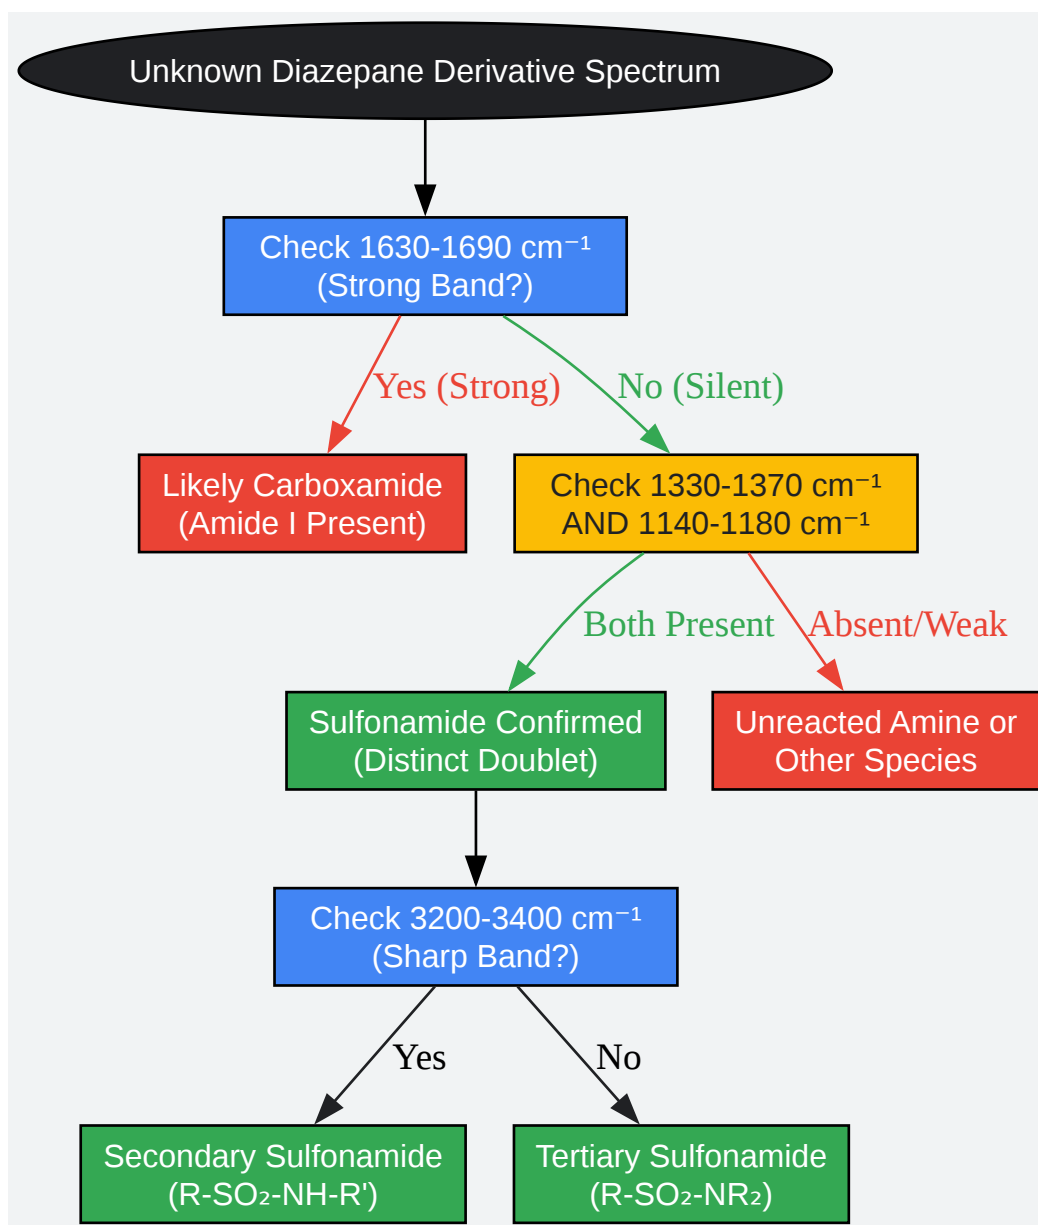 Unknown Diazepane Derivative Spectrum
Check 1630-1690 cm⁻¹
(Strong Band?)
Yes (Strong)
No (Silent)
Likely Carboxamide
(Amide I Present)
Check 1330-1370 cm⁻¹
AND 1140-1180 cm⁻¹
Both Present
Absent/Weak
Sulfonamide Confirmed
(Distinct Doublet)
Unreacted Amine or
Other Species
Check 3200-3400 cm⁻¹
(Sharp Band?)
Yes
No
Secondary Sulfonamide
(R-SO₂-NH-R')
Tertiary Sulfonamide
(R-SO₂-NR₂)